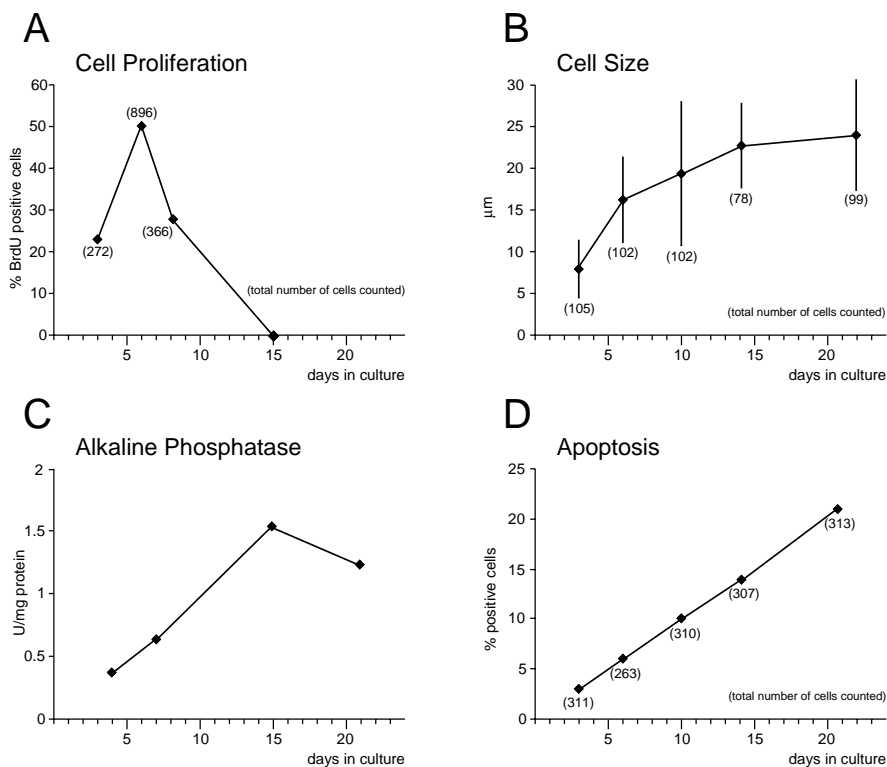 A
Cell Proliferation
60
50
40
30
20
10
0
% BrdU positive cells
(272)
(896)
(366)
(total number of cells counted)
5
10
15
20
days in culture
B
Cell Size
30
25
20
15
10
5
0
µm
(105)
(102)
(102)
(78)
(99)
(total number of cells counted)
5
10
15
20
days in culture
C
Alkaline Phosphatase
2
1.5
1
0.5
0
U/mg protein
5
10
15
20
days in culture
D
Apoptosis
25
20
15
10
5
0
% positive cells
(311)
(263)
(310)
(307)
(313)
(total number of cells counted)
5
10
15
20
days in culture